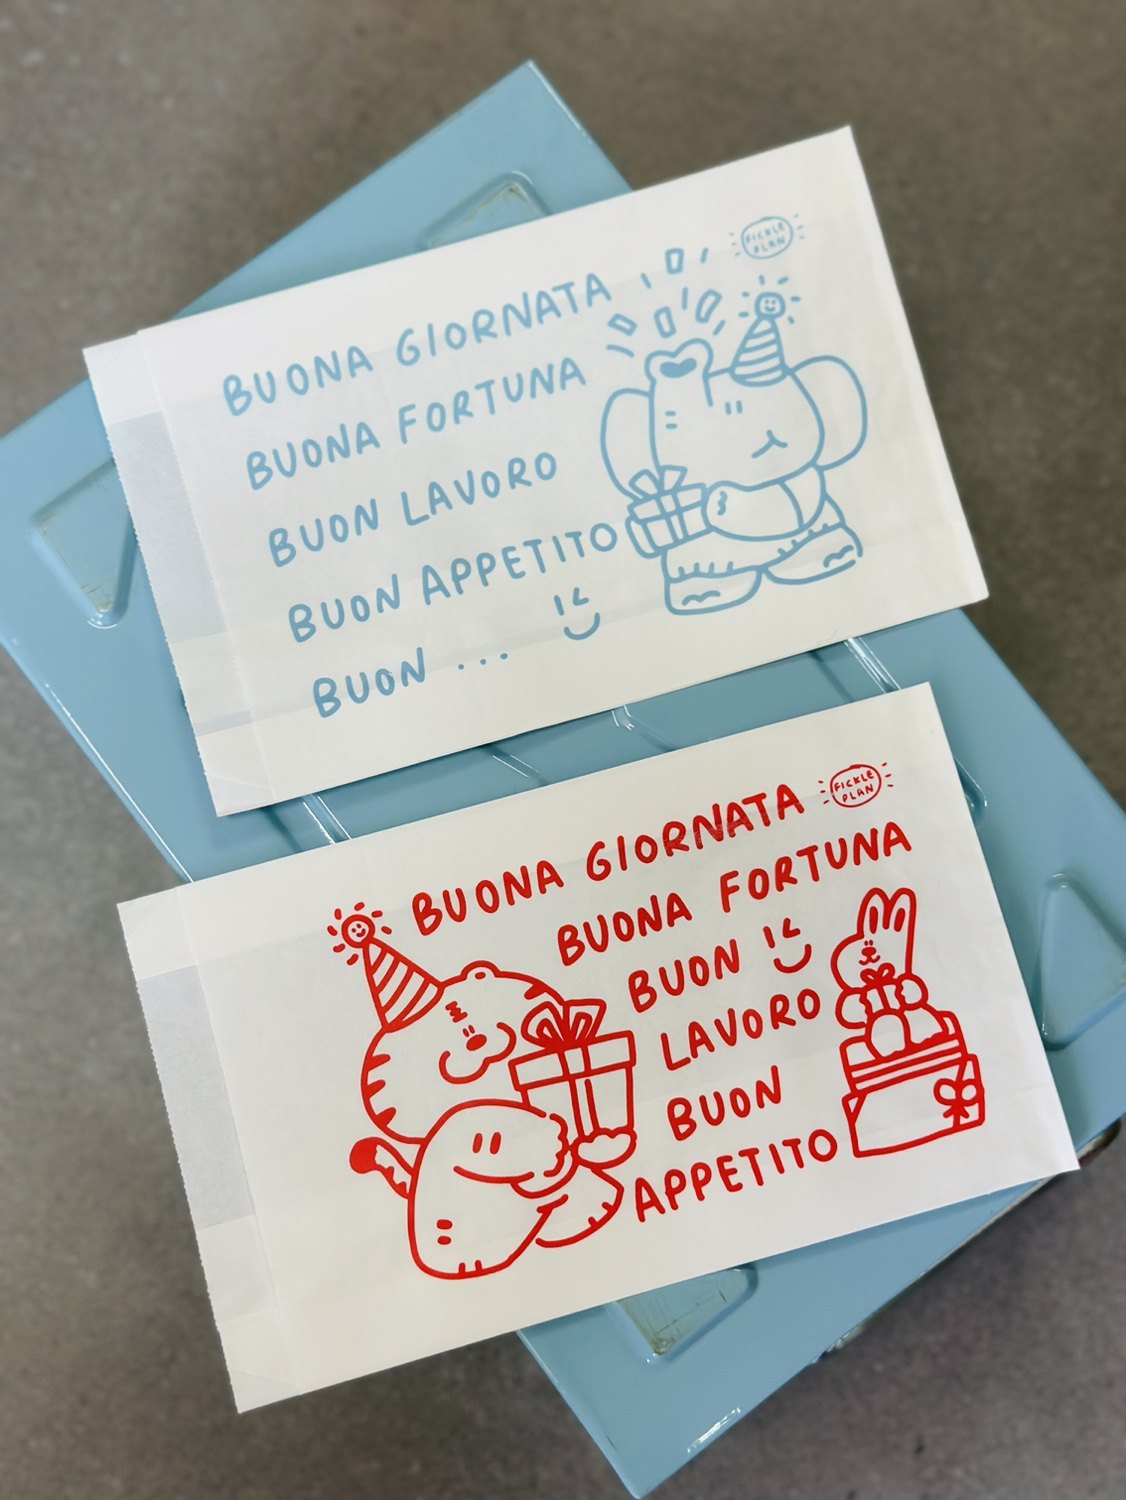 FICKLE
PLAN
BUONA GIORNATA
BUONA FORTUNA
BUON LAVORO
BUON APPETITO
BUON ...
FICKLE
PLAN
BUONA GIORNATA
BUONA FORTUNA
BUON
LAVORO
BUON
APPETITO